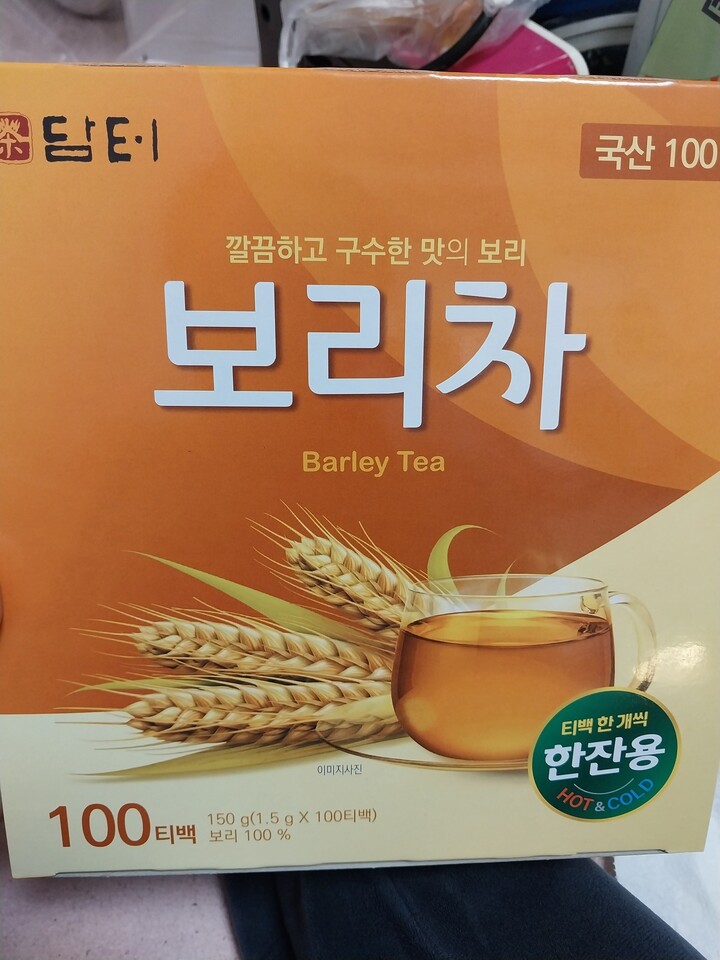 茶 담터
국산 100
깔끔하고 구수한 맛의 보리
보리차
Barley Tea
티백 한 개씩
한잔용
HOT & COLD
이미지사진
100티백
150 g(1.5 g X 100티백)
보리 100 %